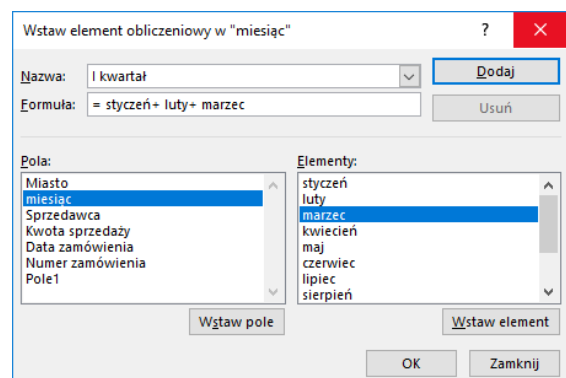 Wstaw element obliczeniowy w "miesiąc" ?
Nazwa: I kwartał Dodaj
Formuła: = styczeń+ luty+ marzec Usuń
Pola:
Miasto
miesiąc
Sprzedawca
Kwota sprzedaży
Data zamówienia
Numer zamówienia
Pole1
Wstaw pole
Elementy:
styczeń
luty
marzec
kwiecień
maj
czerwiec
lipiec
sierpień
Wstaw element
OK Zamknij